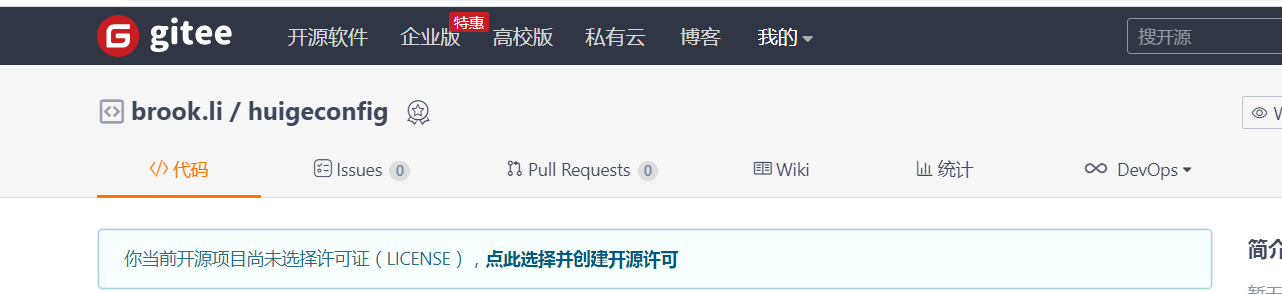 gitee 开源软件 企业版 特惠 高校版 私有云 博客 我的 搜开源
brook.li / huigeconfig
代码 Issues 0 Pull Requests 0 Wiki 统计 DevOps
你当前开源项目尚未选择许可证（LICENSE），点此选择并创建开源许可
简介